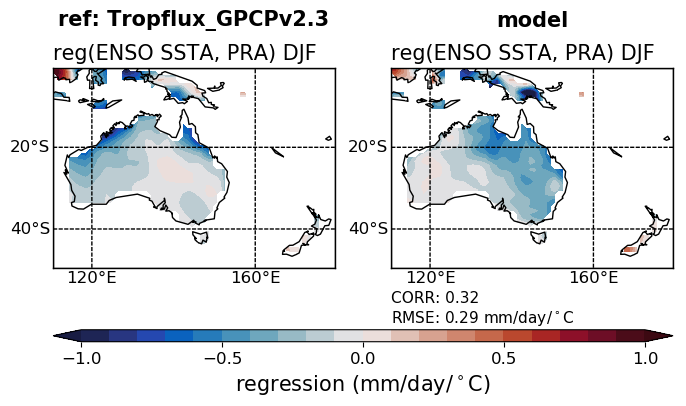 ref: Tropflux_GPCPv2.3
model
reg(ENSO SSTA, PRA) DJF
reg(ENSO SSTA, PRA) DJF
20°S
40°S
120°E
160°E
20°S
40°S
120°E
160°E
CORR: 0.32
RMSE: 0.29 mm/day/°C
−1.0
−0.5
0.0
0.5
1.0
regression (mm/day/°C)